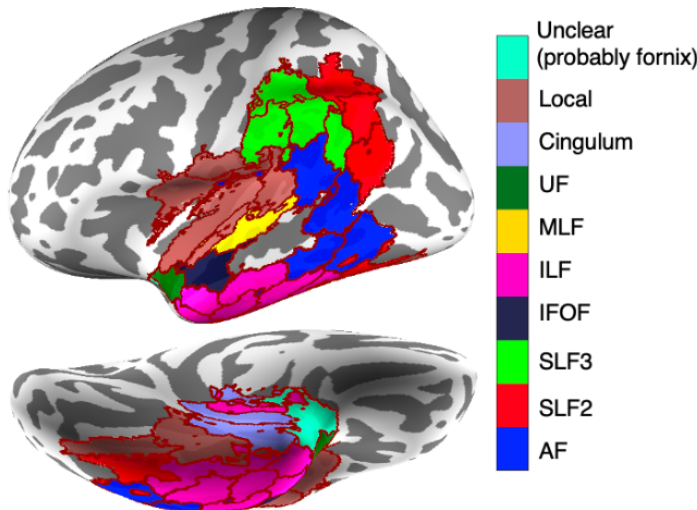 Unclear
(probably fornix)
Local
Cingulum
UF
MLF
ILF
IFOF
SLF3
SLF2
AF